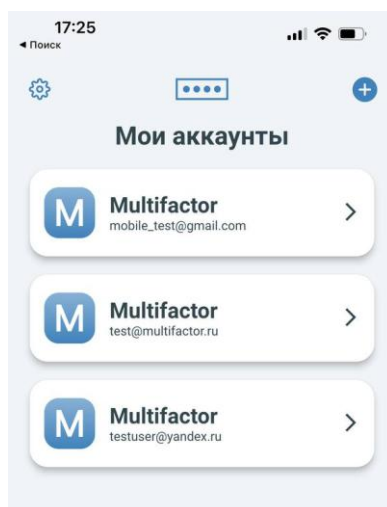 17:25
◀ Поиск
Мои аккаунты
M
Multifactor
mobile_test@gmail.com
M
Multifactor
test@multifactor.ru
M
Multifactor
testuser@yandex.ru